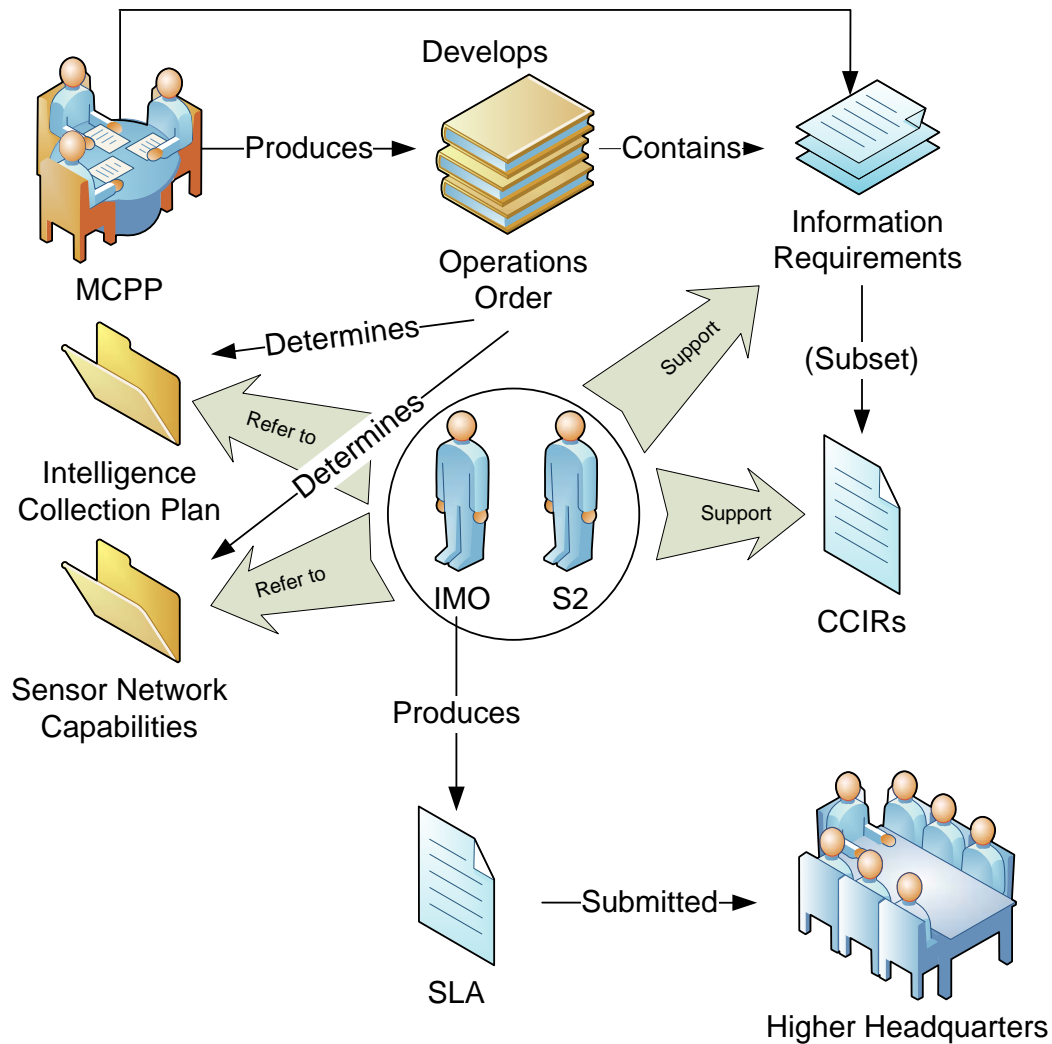 Develops
Produces
Contains
MCPP
Operations
Order
Information
Requirements
Determines
Support
(Subset)
Refer to
Determines
Intelligence
Collection Plan
Support
Refer to
IMO
S2
CCIRs
Sensor Network
Capabilities
Produces
Submitted
SLA
Higher Headquarters